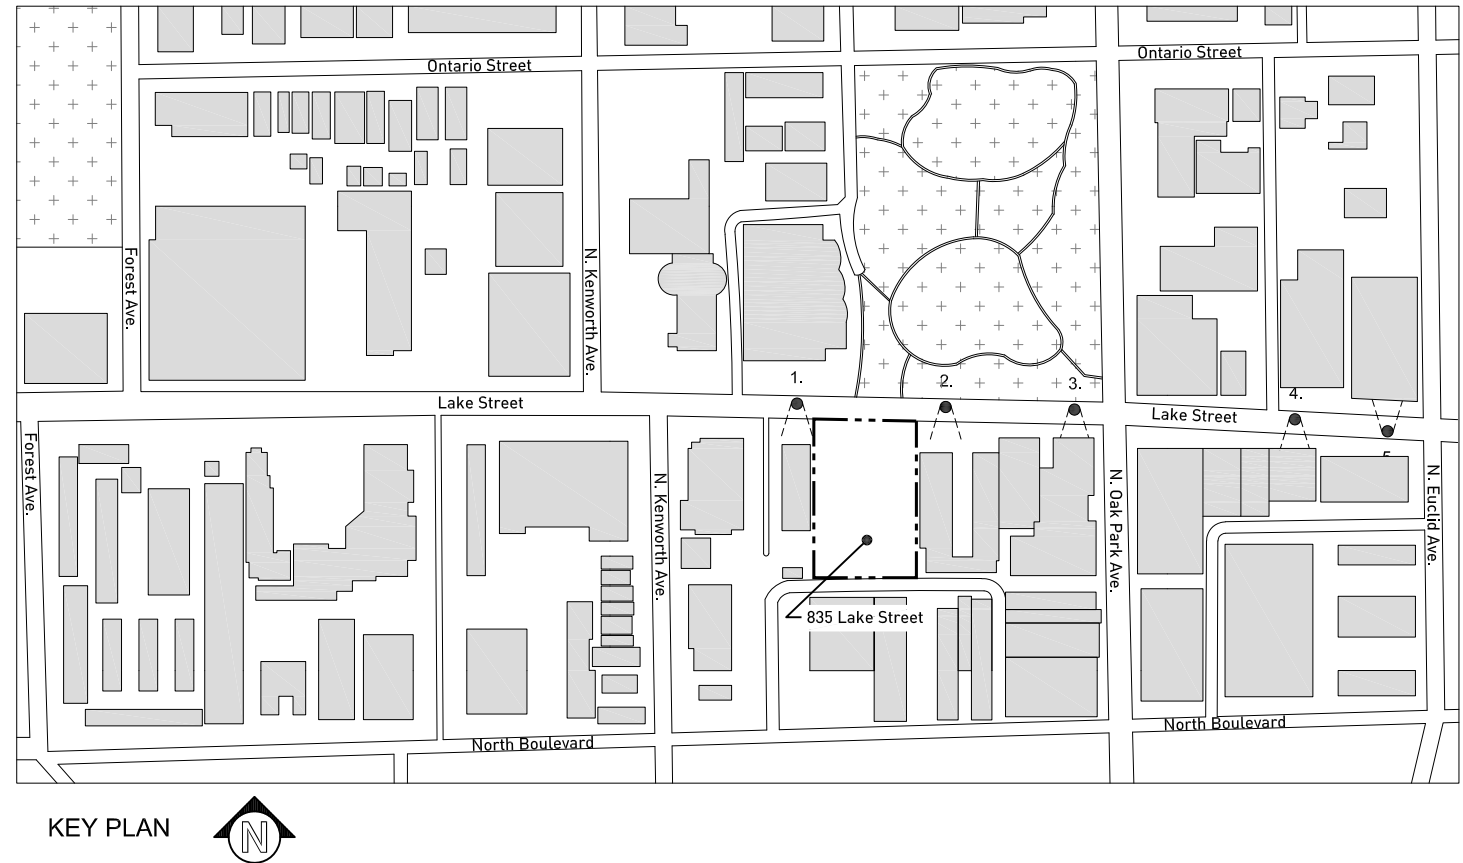 Ontario Street
Ontario Street
Forest Ave.
N. Kenworth Ave.
1.
2.
3.
4.
Lake Street
Lake Street
5
Forest Ave.
N. Kenworth Ave.
N. Oak Park Ave.
N. Euclid Ave.
835 Lake Street
North Boulevard
North Boulevard
KEY PLAN
N